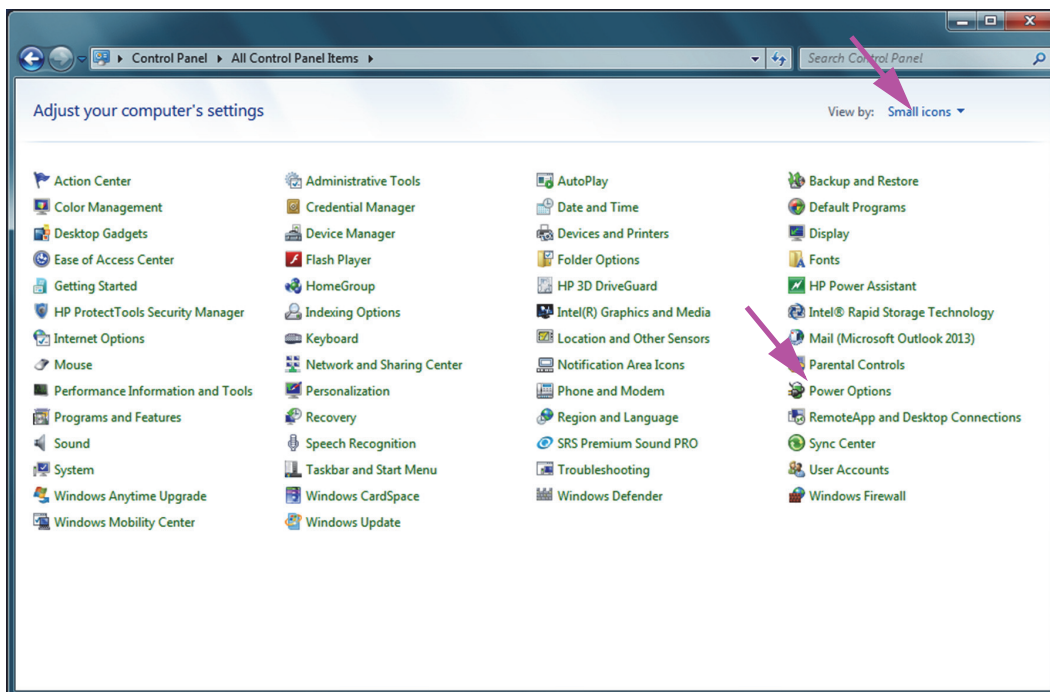 Control Panel All Control Panel Items Search Control Panel
Adjust your computer's settings View by: Small icons
Action Center Administrative Tools AutoPlay Backup and Restore
Color Management Credential Manager Date and Time Default Programs
Desktop Gadgets Device Manager Devices and Printers Display
Ease of Access Center Flash Player Folder Options Fonts
Getting Started HomeGroup HP 3D DriveGuard HP Power Assistant
HP ProtectTools Security Manager Indexing Options Intel(R) Graphics and Media Intel® Rapid Storage Technology
Internet Options Keyboard Location and Other Sensors Mail (Microsoft Outlook 2013)
Mouse Network and Sharing Center Notification Area Icons Parental Controls
Performance Information and Tools Personalization Phone and Modem Power Options
Programs and Features Recovery Region and Language RemoteApp and Desktop Connections
Sound Speech Recognition SRS Premium Sound PRO Sync Center
System Taskbar and Start Menu Troubleshooting User Accounts
Windows Anytime Upgrade Windows CardSpace Windows Defender Windows Firewall
Windows Mobility Center Windows Update